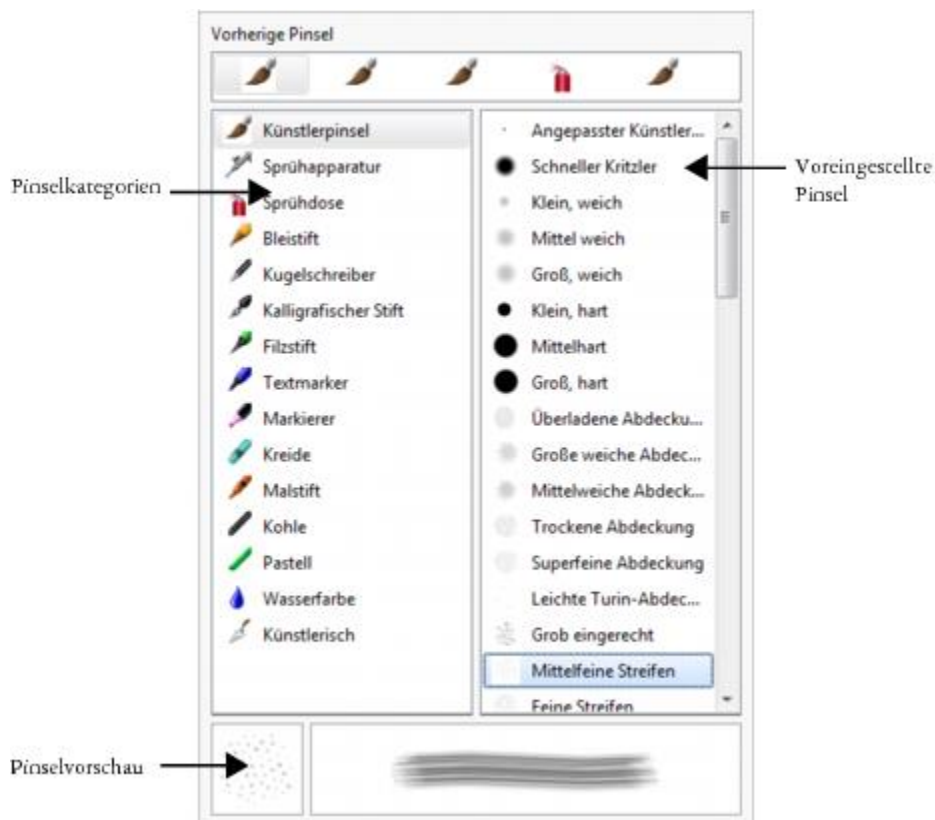 Vorherige Pinsel
Künstlerpinsel
Sprühapparatur
Sprühdose
Bleistift
Kugelschreiber
Kalligrafischer Stift
Filzstift
Textmarker
Markierer
Kreide
Malstift
Kohle
Pastell
Wasserfarbe
Künstlerisch
Angepasster Künstler...
Schneller Kritzler
Klein, weich
Mittel weich
Groß, weich
Klein, hart
Mittelhart
Groß, hart
Überladene Abdecku...
Große weiche Abdec...
Mittelweiche Abdeck...
Trockene Abdeckung
Superfeine Abdeckung
Leichte Turin-Abdec...
Grob eingerecht
Mittelfeine Streifen
Feine Streifen
Pinselkategorien
Voreingestellte
Pinsel
Pinselvorschau